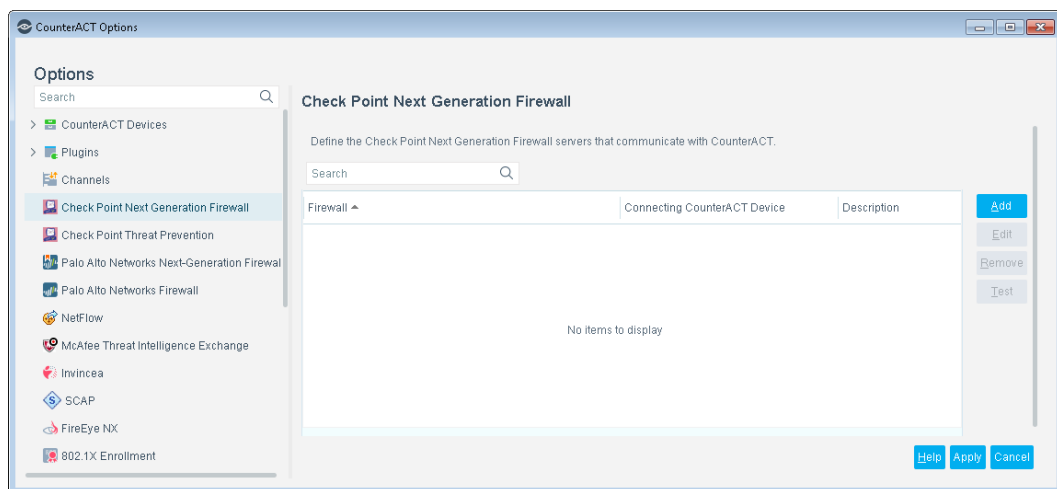 CounterACT Options
Options
Search
CounterACT Devices
Plugins
Channels
Check Point Next Generation Firewall
Check Point Threat Prevention
Palo Alto Networks Next-Generation Firewal
Palo Alto Networks Firewall
NetFlow
McAfee Threat Intelligence Exchange
Invincea
SCAP
FireEye NX
802.1X Enrollment
Check Point Next Generation Firewall
Define the Check Point Next Generation Firewall servers that communicate with CounterACT.
Search
Firewall Connecting CounterACT Device Description
No items to display
Add
Edit
Remove
Test
Help Apply Cancel